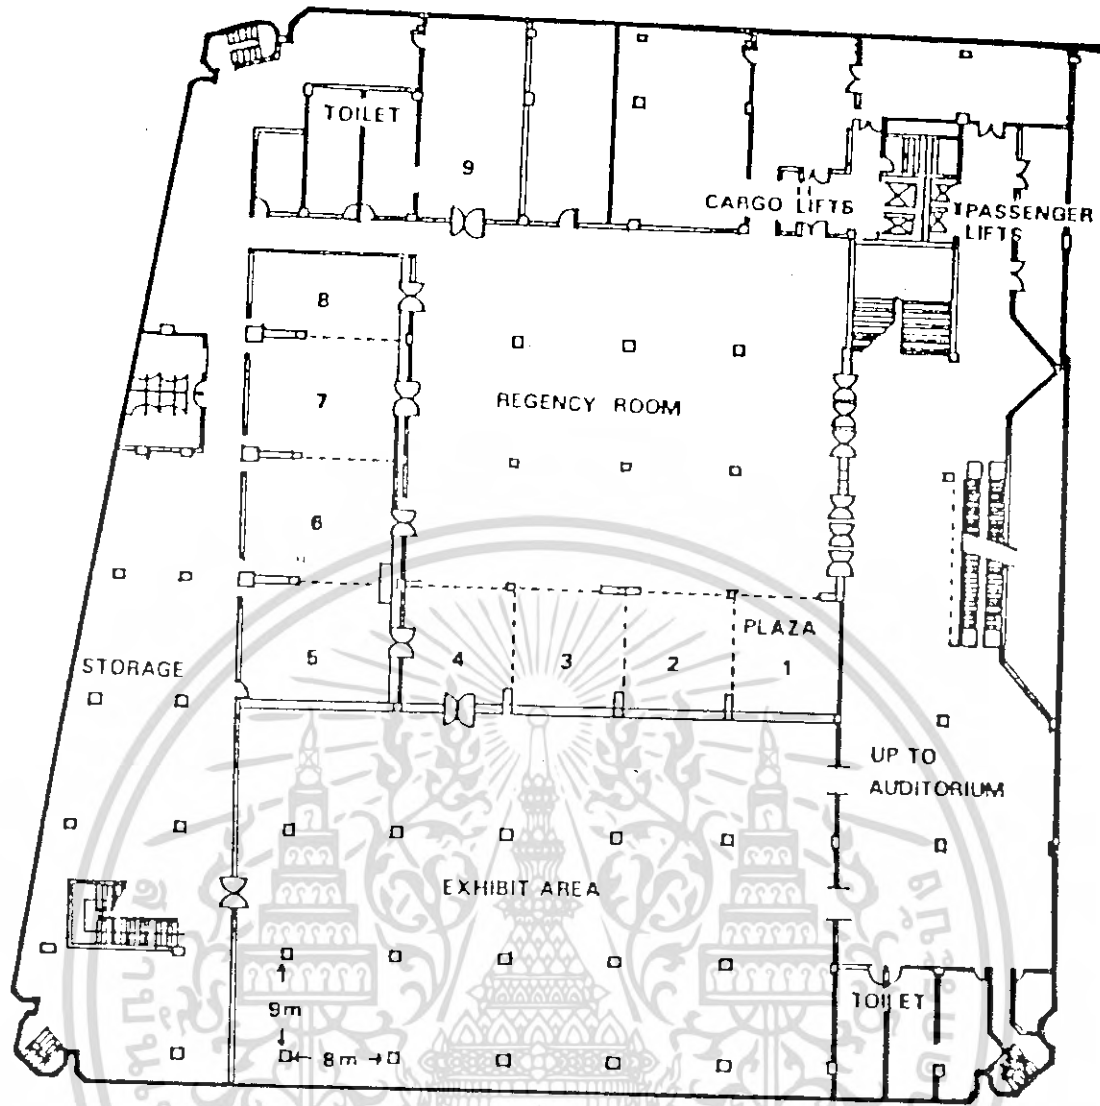 TOILET
9
CARGO LIFTS
PASSENGER
LIFTS
8
7
REGENCY ROOM
6
PLAZA
5
4
3
2
1
STORAGE
UP TO
AUDITORIUM
EXHIBIT AREA
9m
8m
TOILET